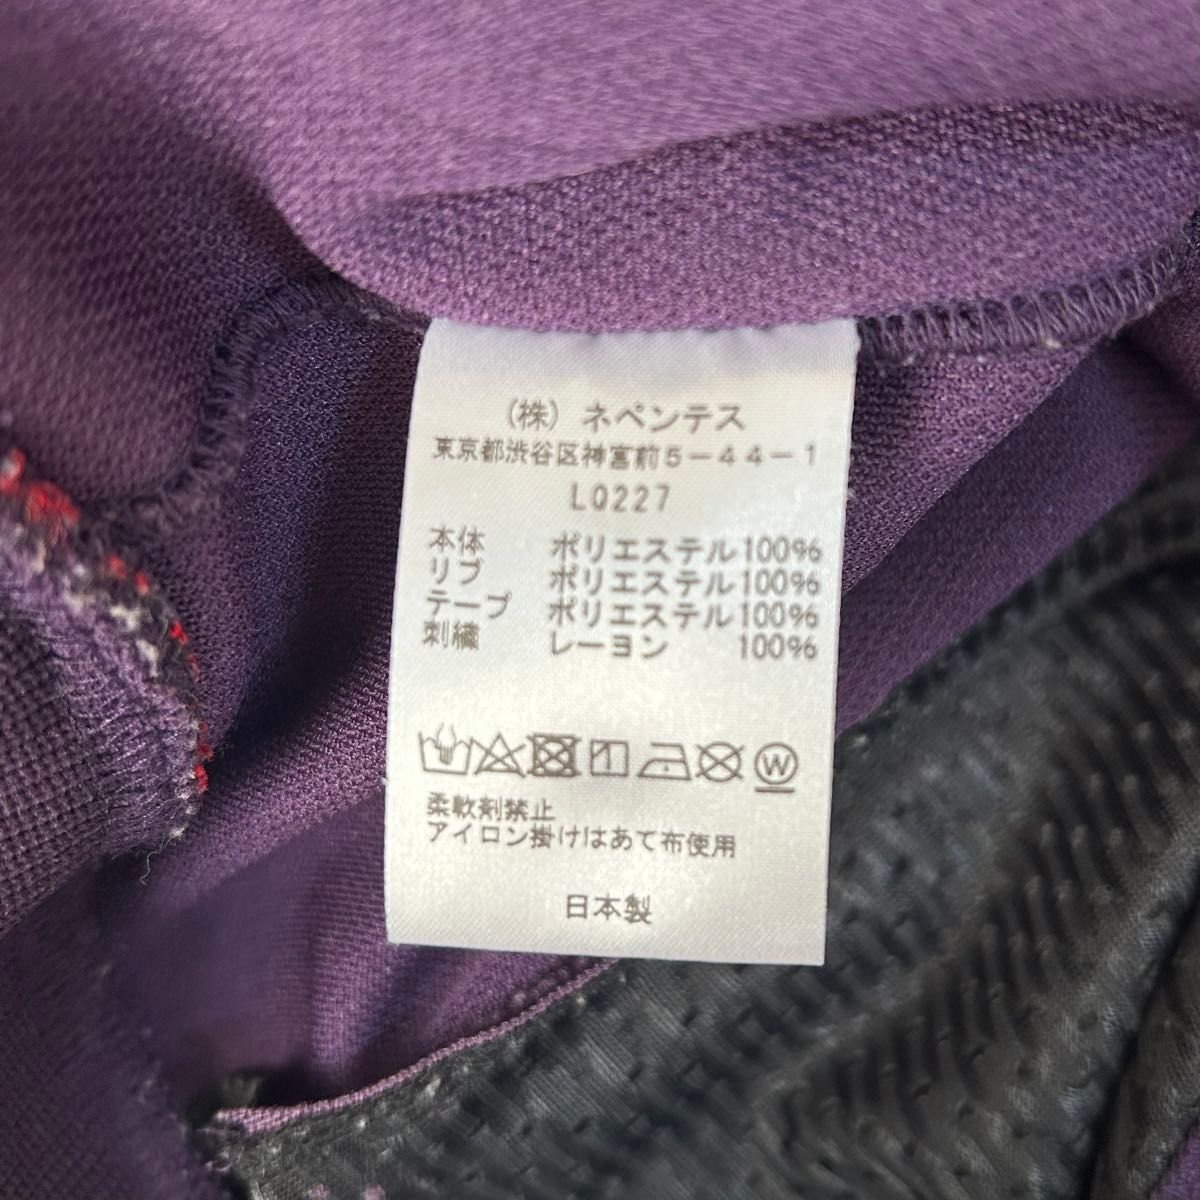 (株) ネペンテス
東京都渋谷区神宮前5-44-1
LQ227
本体 ポリエステル100%
リブ ポリエステル100%
テープ ポリエステル100%
刺繍 レーヨン 100%
W
柔軟剤禁止
アイロン掛けはあて布使用
日本製